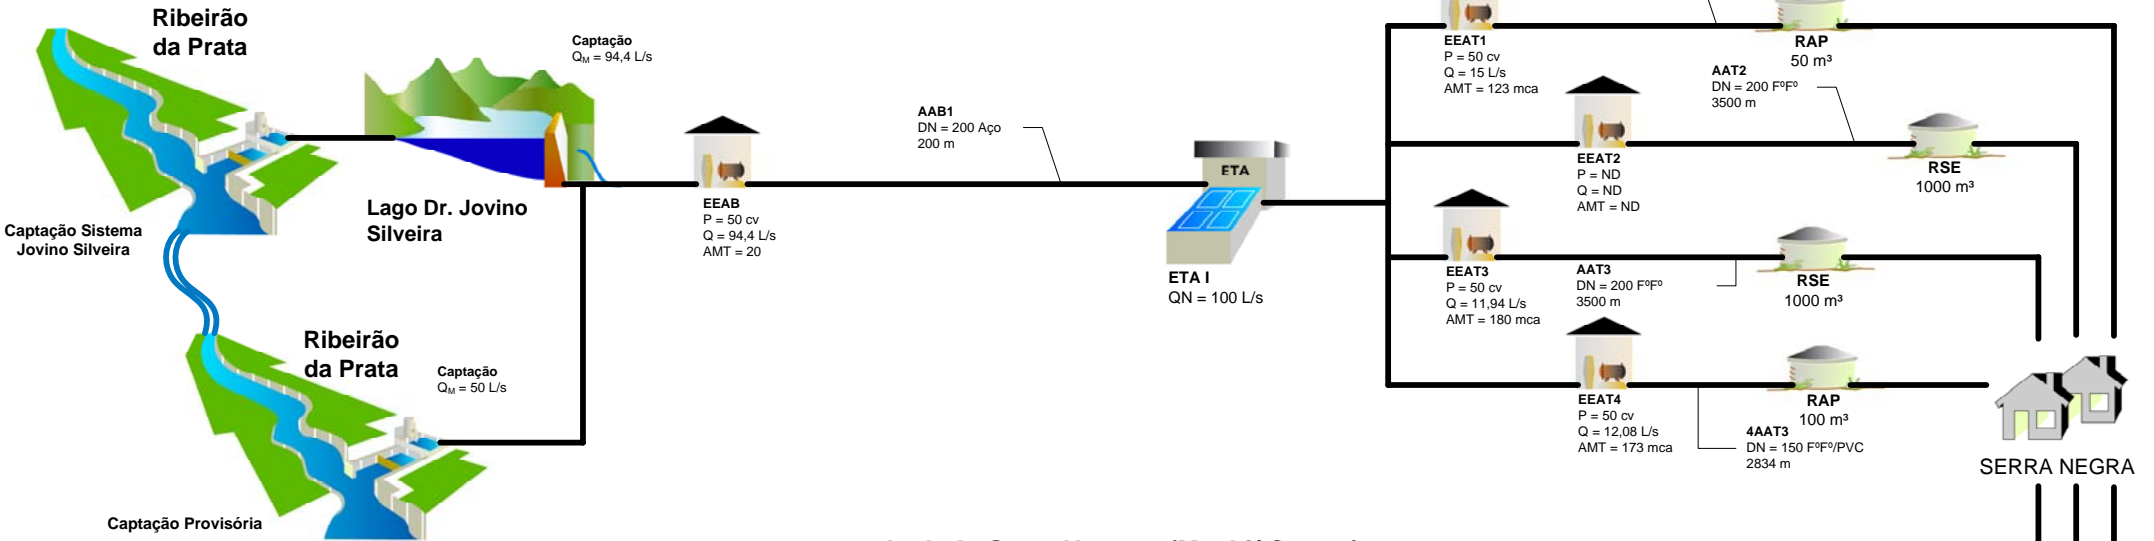 Ribeirão
da Prata
Captação
QM = 94,4 L/s
Captação Sistema
Jovino Silveira
Lago Dr. Jovino
Silveira
EEAB
P = 50 cv
Q = 94,4 L/s
AMT = 20
AAB1
DN = 200 Aço
200 m
ETA
ETA I
QN = 100 L/s
EEAT1
P = 50 cv
Q = 15 L/s
AMT = 123 mca
RAP
50 m³
AAT2
DN = 200 FºFº
3500 m
EEAT2
P = ND
Q = ND
AMT = ND
RSE
1000 m³
EEAT3
P = 50 cv
Q = 11,94 L/s
AMT = 180 mca
AAT3
DN = 200 FºFº
3500 m
RSE
1000 m³
EEAT4
P = 50 cv
Q = 12,08 L/s
AMT = 173 mca
RAP
100 m³
4AAT3
DN = 150 FºFº/PVC
2834 m
SERRA NEGRA
Ribeirão
da Prata
Captação
QM = 50 L/s
Captação Provisória